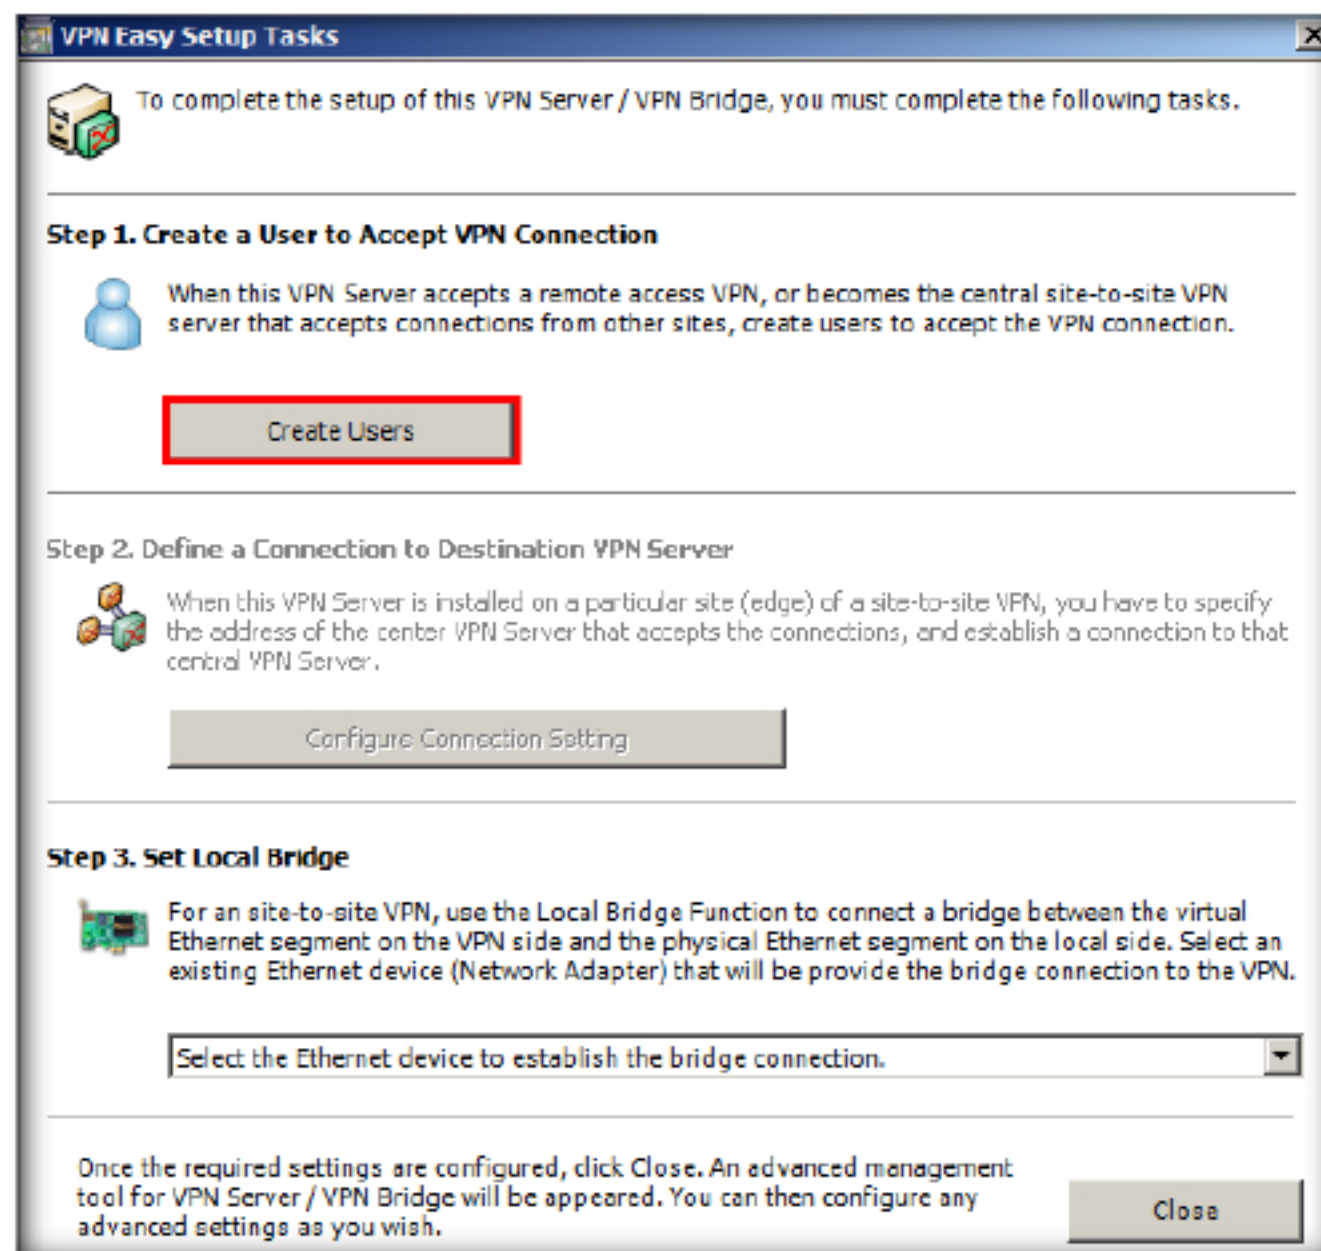 VPN Easy Setup Tasks
To complete the setup of this VPN Server / VPN Bridge, you must complete the following tasks.
Step 1. Create a User to Accept VPN Connection
When this VPN Server accepts a remote access VPN, or becomes the central site-to-site VPN
server that accepts connections from other sites, create users to accept the VPN connection.
Create Users
Step 2. Define a Connection to Destination VPN Server
When this VPN Server is installed on a particular site (edge) of a site-to-site VPN, you have to specify
the address of the center VPN Server that accepts the connections, and establish a connection to that
central VPN Server.
Configure Connection Setting
Step 3. Set Local Bridge
For an site-to-site VPN, use the Local Bridge Function to connect a bridge between the virtual
Ethernet segment on the VPN side and the physical Ethernet segment on the local side. Select an
existing Ethernet device (Network Adapter) that will be provide the bridge connection to the VPN.
Select the Ethernet device to establish the bridge connection.
Once the required settings are configured, click Close. An advanced management
tool for VPN Server / VPN Bridge will be appeared. You can then configure any
advanced settings as you wish.
Close